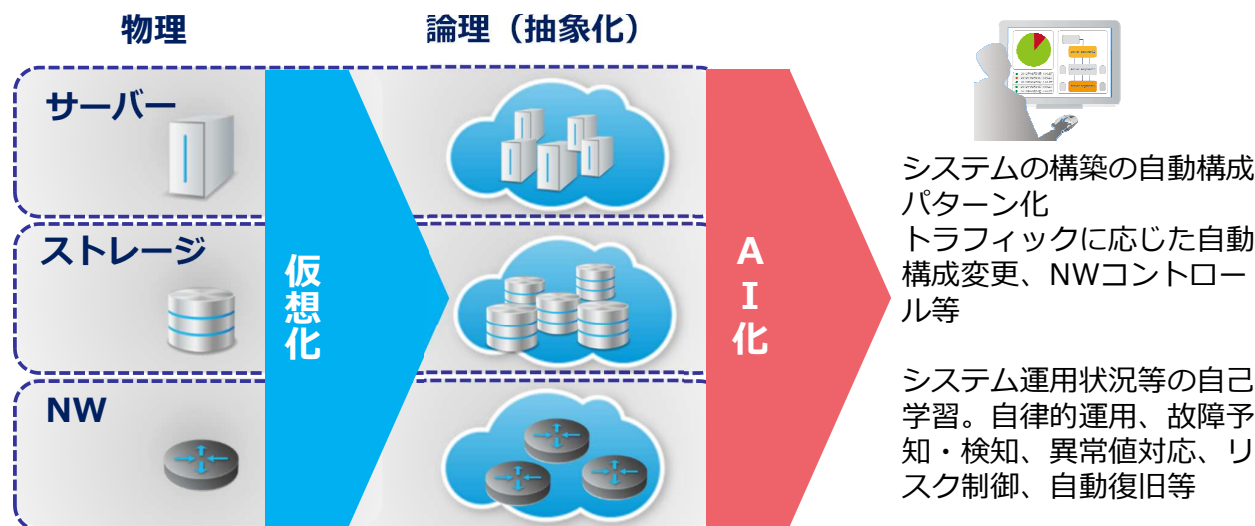 物理
論理（抽象化）
サーバー
ストレージ
NW
仮想化
AI化
システムの構築の自動構成
パターン化
トラフィックに応じた自動
構成変更、NWコントロー
ル等
システム運用状況等の自己
学習。自律的運用、故障予
知・検知、異常値対応、リ
スク制御、自動復旧等